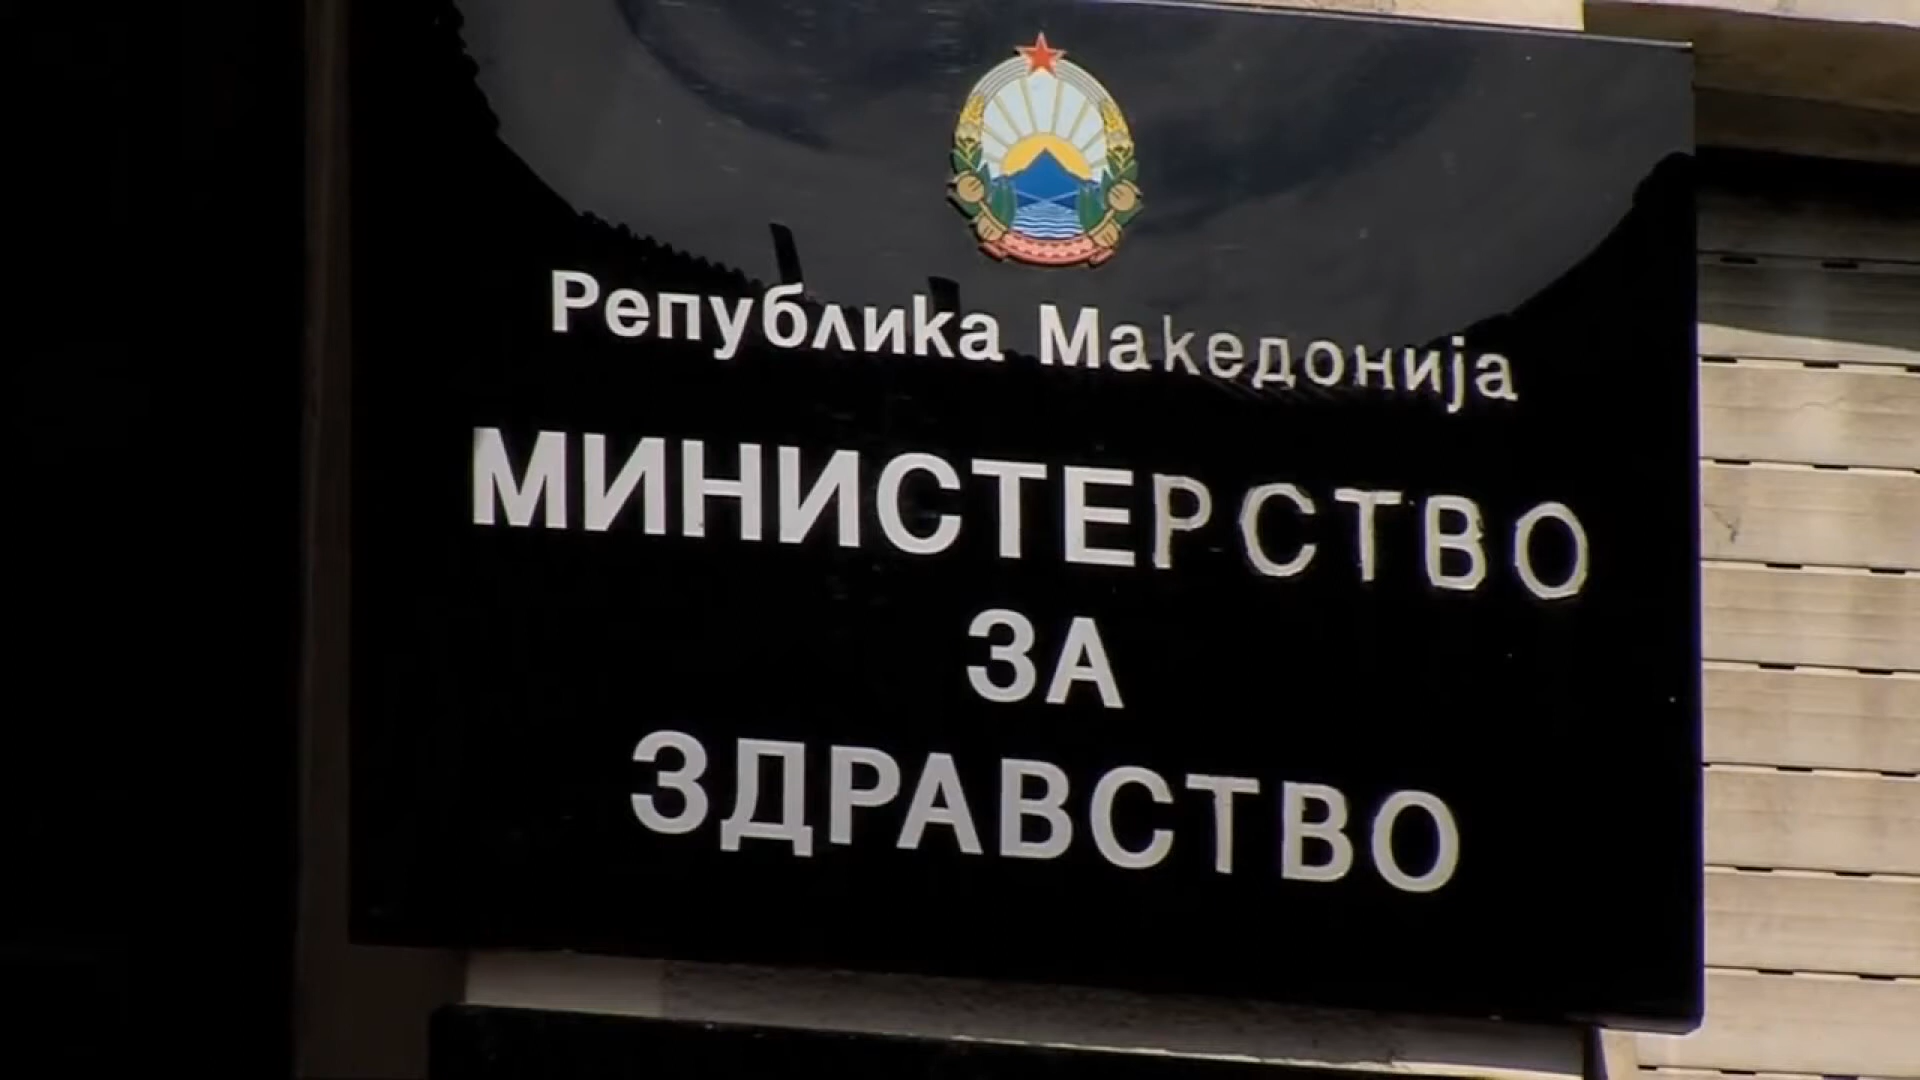 Република Македонија
МИНИСТЕРСТВО
ЗА
ЗДРАВСТВО